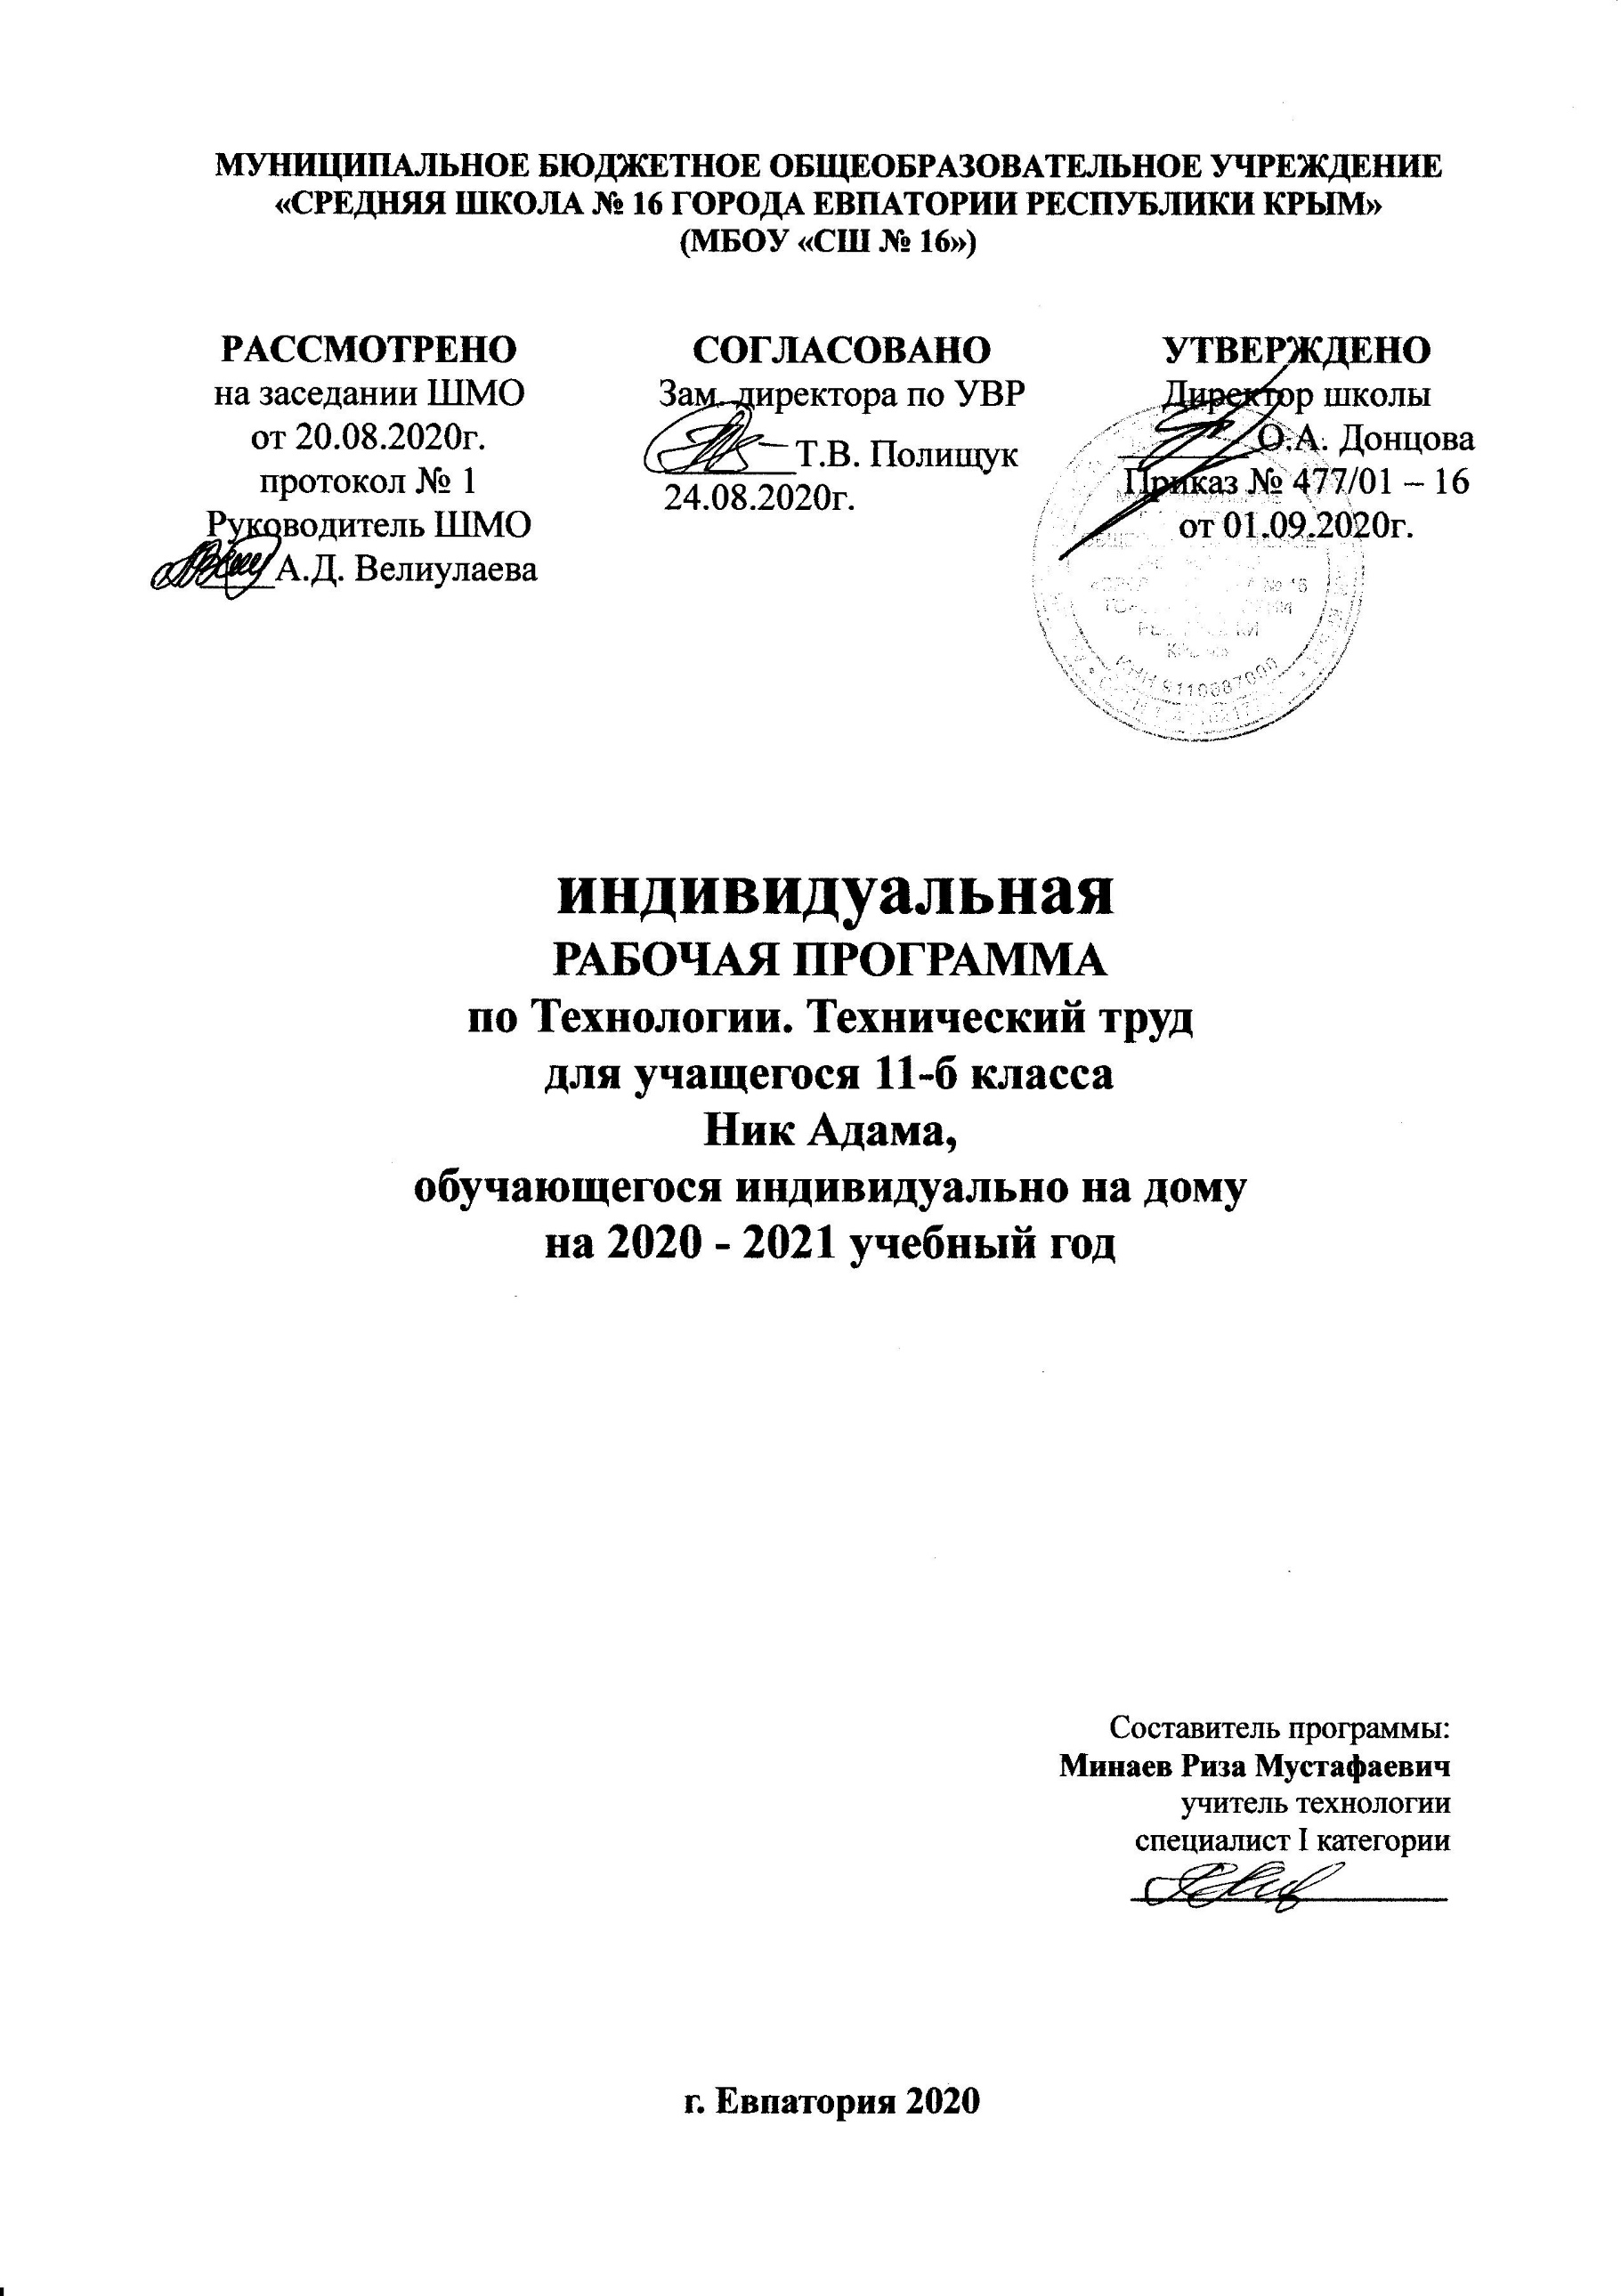 МУНИЦИПАЛЬНОЕ БЮДЖЕТНОЕ ОБЩЕОБРАЗОВАТЕЛЬНОЕ УЧРЕЖДЕНИЕ
«СРЕДНЯЯ ШКОЛА № 16 ГОРОДА ЕВПАТОРИИ РЕСПУБЛИКИ КРЫМ»
(МБОУ «СШ № 16»)
РАССМОТРЕНО
на заседании ШМО
от 20.08.2020г.
протокол № 1
Руководитель ШМО
А.Д. Велиулаева
СОГЛАСОВАНО
Зам. директора по УВР
Т.В. Полищук
24.08.2020г.
УТВЕРЖДЕНО
Директор школы
О.А. Донцова
Приказ № 477/01 – 16
от 01.09.2020г.
№ 16
ИНН
индивидуальная
РАБОЧАЯ ПРОГРАММА
по Технологии. Технический труд
для учащегося 11-б класса
Ник Адама,
обучающегося индивидуально на дому
на 2020 - 2021 учебный год
Составитель программы:
Минаев Риза Мустафаевич
учитель технологии
специалист I категории
г. Евпатория 2020